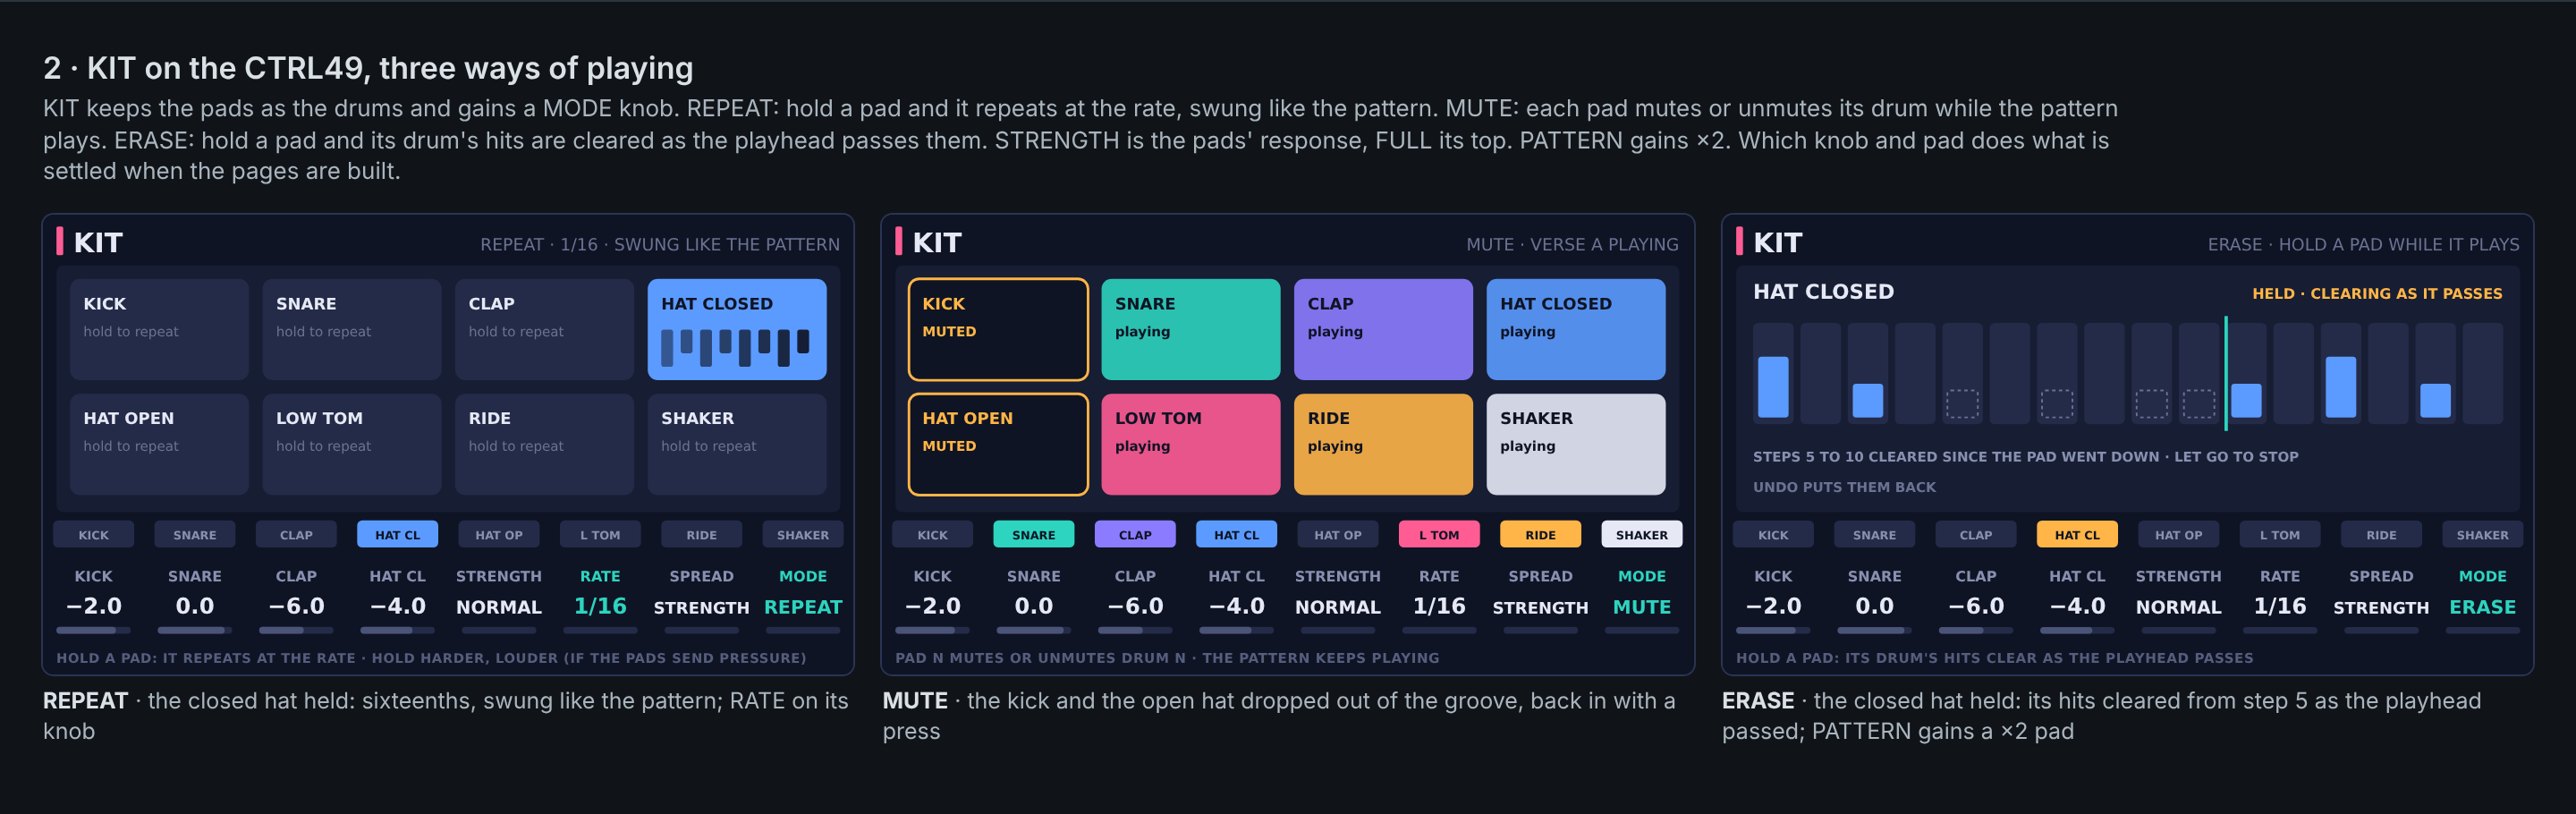 2 · KIT on the CTRL49, three ways of playing
KIT keeps the pads as the drums and gains a MODE knob. REPEAT: hold a pad and it repeats at the rate, swung like the pattern. MUTE: each pad mutes or unmutes its drum while the pattern
plays. ERASE: hold a pad and its drum's hits are cleared as the playhead passes them. STRENGTH is the pads' response, FULL its top. PATTERN gains ×2. Which knob and pad does what is
settled when the pages are built.
KIT
REPEAT · 1/16 · SWUNG LIKE THE PATTERN
KICK
SNARE
CLAP
HAT CLOSED
hold to repeat
hold to repeat
hold to repeat
HAT OPEN
LOW TOM
RIDE
SHAKER
hold to repeat
hold to repeat
hold to repeat
hold to repeat
KICK SNARE CLAP HAT CL HAT OP L TOM RIDE SHAKER
KICK SNARE CLAP HAT CL STRENGTH RATE SPREAD MODE
−2.0 0.0 −6.0 −4.0 NORMAL 1/16 STRENGTH REPEAT
HOLD A PAD: IT REPEATS AT THE RATE · HOLD HARDER, LOUDER (IF THE PADS SEND PRESSURE)
REPEAT · the closed hat held: sixteenths, swung like the pattern; RATE on its
knob
KIT
MUTE · VERSE A PLAYING
KICK
SNARE
CLAP
HAT CLOSED
MUTED
playing
playing
playing
HAT OPEN
LOW TOM
RIDE
SHAKER
MUTED
playing
playing
playing
KICK SNARE CLAP HAT CL HAT OP L TOM RIDE SHAKER
KICK SNARE CLAP HAT CL STRENGTH RATE SPREAD MODE
−2.0 0.0 −6.0 −4.0 NORMAL 1/16 STRENGTH MUTE
PAD N MUTES OR UNMUTES DRUM N · THE PATTERN KEEPS PLAYING
MUTE · the kick and the open hat dropped out of the groove, back in with a
press
KIT
ERASE · HOLD A PAD WHILE IT PLAYS
HAT CLOSED
HELD · CLEARING AS IT PASSES
STEPS 5 TO 10 CLEARED SINCE THE PAD WENT DOWN · LET GO TO STOP
UNDO PUTS THEM BACK
KICK SNARE CLAP HAT CL HAT OP L TOM RIDE SHAKER
KICK SNARE CLAP HAT CL STRENGTH RATE SPREAD MODE
−2.0 0.0 −6.0 −4.0 NORMAL 1/16 STRENGTH ERASE
HOLD A PAD: ITS DRUM'S HITS CLEAR AS THE PLAYHEAD PASSES
ERASE · the closed hat held: its hits cleared from step 5 as the playhead
passed; PATTERN gains a ×2 pad